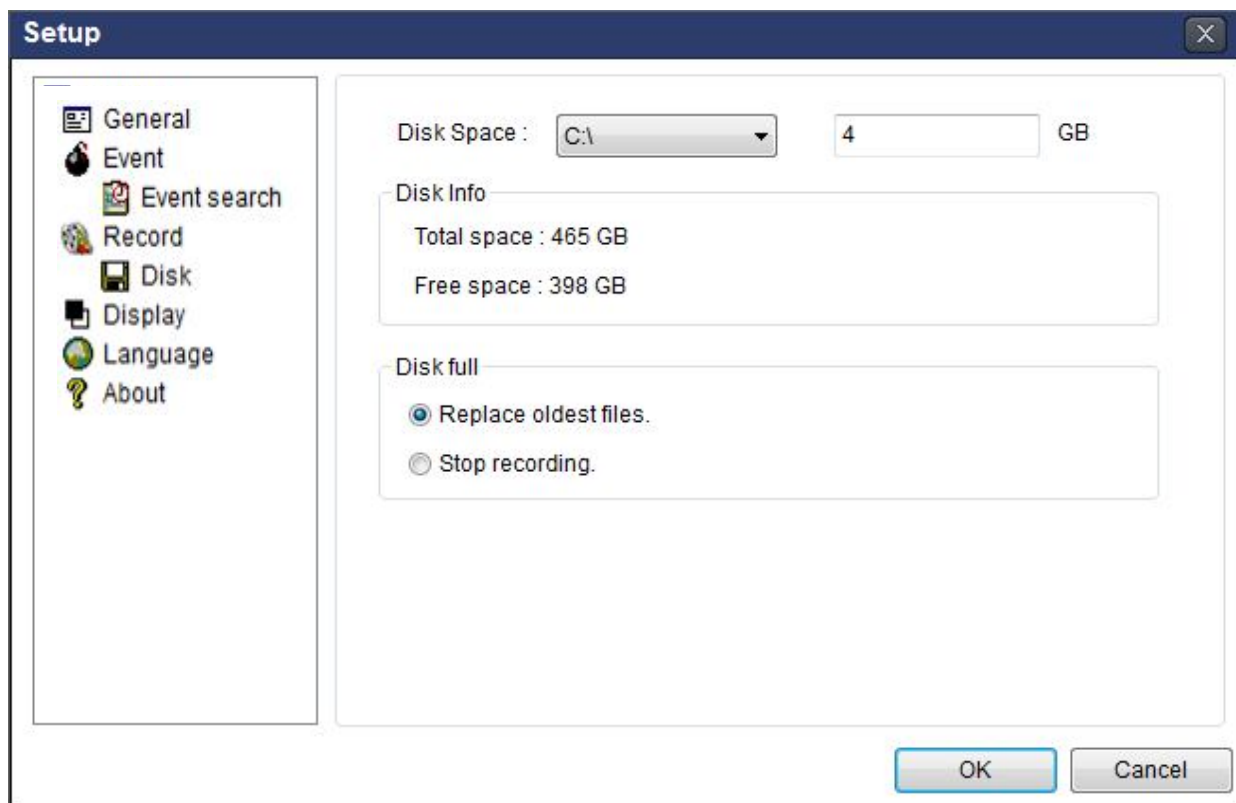 Setup
General
Event
Event search
Record
Disk
Display
Language
About
Disk Space : C:\ 4 GB
Disk Info
Total space : 465 GB
Free space : 398 GB
Disk full
Replace oldest files.
Stop recording.
OK Cancel